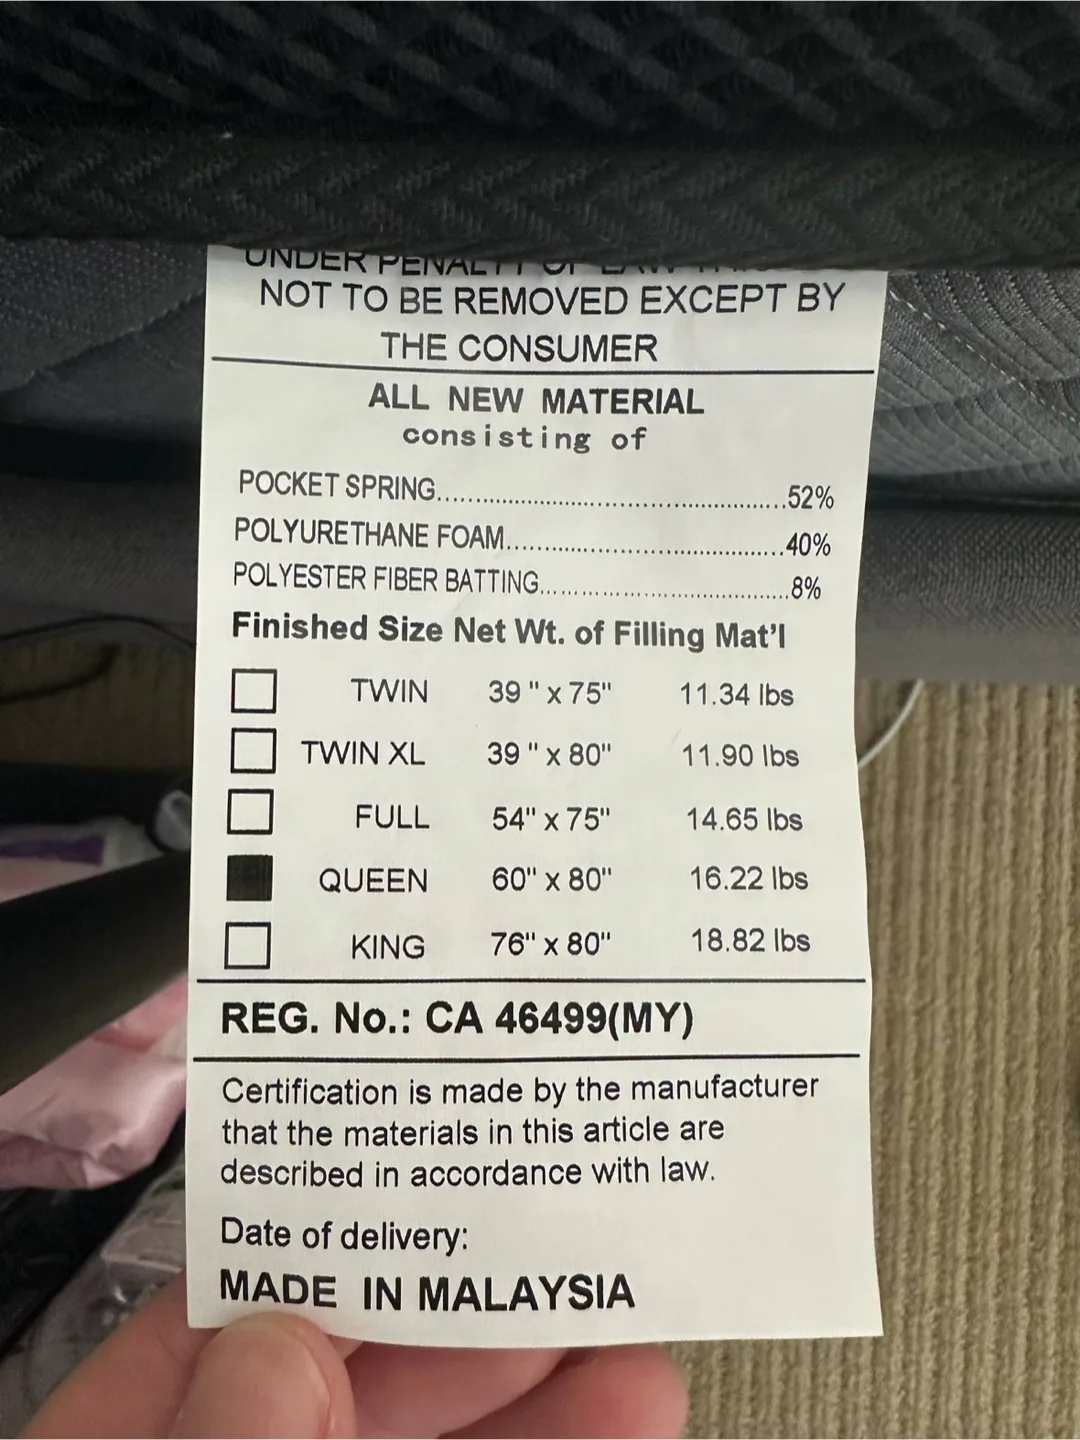 UNDER PENALTY OF LAW
NOT TO BE REMOVED EXCEPT BY
THE CONSUMER
ALL NEW MATERIAL
consisting of
POCKET SPRING..........................................52%
POLYURETHANE FOAM..................................40%
POLYESTER FIBER BATTING..............................8%
Finished Size Net Wt. of Filling Mat'l
TWIN 39 " x 75" 11.34 lbs
TWIN XL 39 " x 80" 11.90 lbs
FULL 54" x 75" 14.65 lbs
QUEEN 60" x 80" 16.22 lbs
KING 76" x 80" 18.82 lbs
REG. No.: CA 46499(MY)
Certification is made by the manufacturer
that the materials in this article are
described in accordance with law.
Date of delivery:
MADE IN MALAYSIA